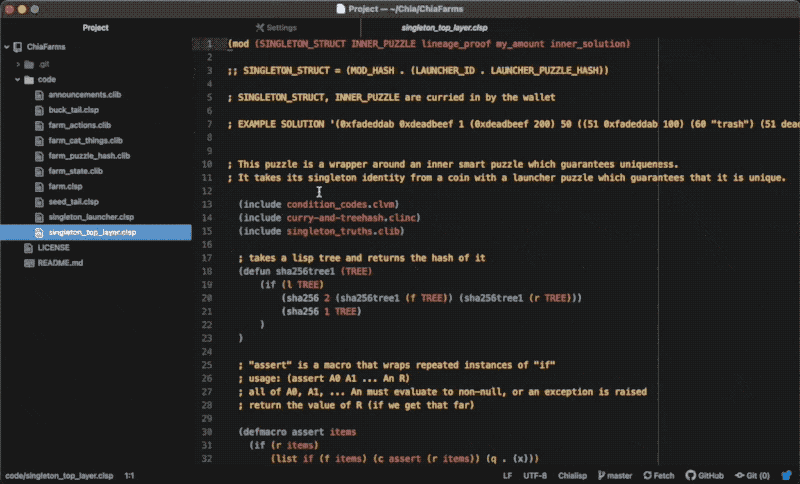 Project — ~/Chia/ChiaFarms
Project
Settings
singleton_top_layer.clsp
ChiaFarms
.git
code
announcements.clib
buck_tail.clsp
farm_actions.clib
farm_cat_things.clib
farm_puzzle_hash.clib
farm_state.clib
farm.clsp
seed_tail.clsp
singleton_launcher.clsp
singleton_top_layer.clsp
LICENSE
README.md
1 (mod (SINGLETON_STRUCT INNER_PUZZLE lineage_proof my_amount inner_solution)
2
3 ;; SINGLETON_STRUCT = (MOD_HASH . (LAUNCHER_ID . LAUNCHER_PUZZLE_HASH))
4
5 ; SINGLETON_STRUCT, INNER_PUZZLE are curried in by the wallet
6
7 ; EXAMPLE SOLUTION '(0xfadeddab 0xdeadbeef 1 (0xdeadbeef 200) 50 ((51 0xfadeddab 100) (60 "trash") (51 dead
8
9
10 ; This puzzle is a wrapper around an inner smart puzzle which guarantees uniqueness.
11 ; It takes its singleton identity from a coin with a launcher puzzle which guarantees that it is unique.
12
13 (include condition_codes.clvm)
14 (include curry-and-treehash.clinc)
15 (include singleton_truths.clib)
16
17 ; takes a lisp tree and returns the hash of it
18 (defun sha256tree1 (TREE)
19 (if (l TREE)
20 (sha256 2 (sha256tree1 (f TREE)) (sha256tree1 (r TREE)))
21 (sha256 1 TREE)
22 )
23 )
24
25 ; "assert" is a macro that wraps repeated instances of "if"
26 ; usage: (assert A0 A1 ... An R)
27 ; all of A0, A1, ... An must evaluate to non-null, or an exception is raised
28 ; return the value of R (if we get that far)
29
30 (defmacro assert items
31 (if (r items)
32 (list if (f items) (c assert (r items)) (q . (x)))
code/singleton_top_layer.clsp 1:1 LF UTF-8 Chialisp master Fetch GitHub Git (0)